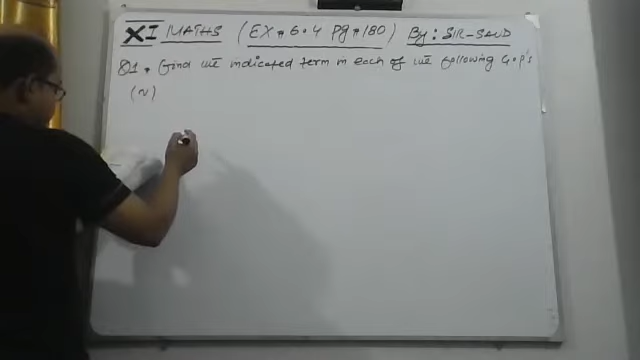 XI MATHS (EX # 6.4 Pg # 180) By: SIR-SAUD
Q1. Find the indicated term in each of the following G.P's
(iv)